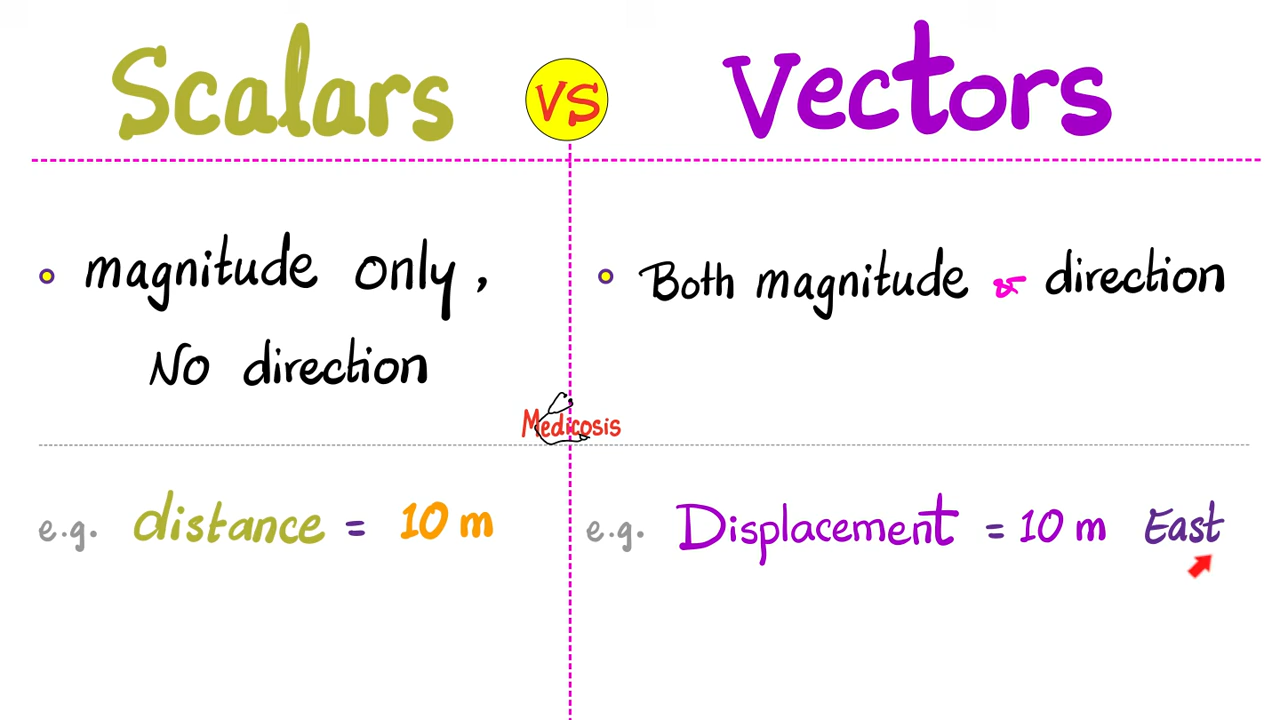 Scalars VS Vectors
• magnitude only,
No direction
• Both magnitude & direction
Medicosis
e.g. distance = 10 m
e.g. Displacement = 10 m East